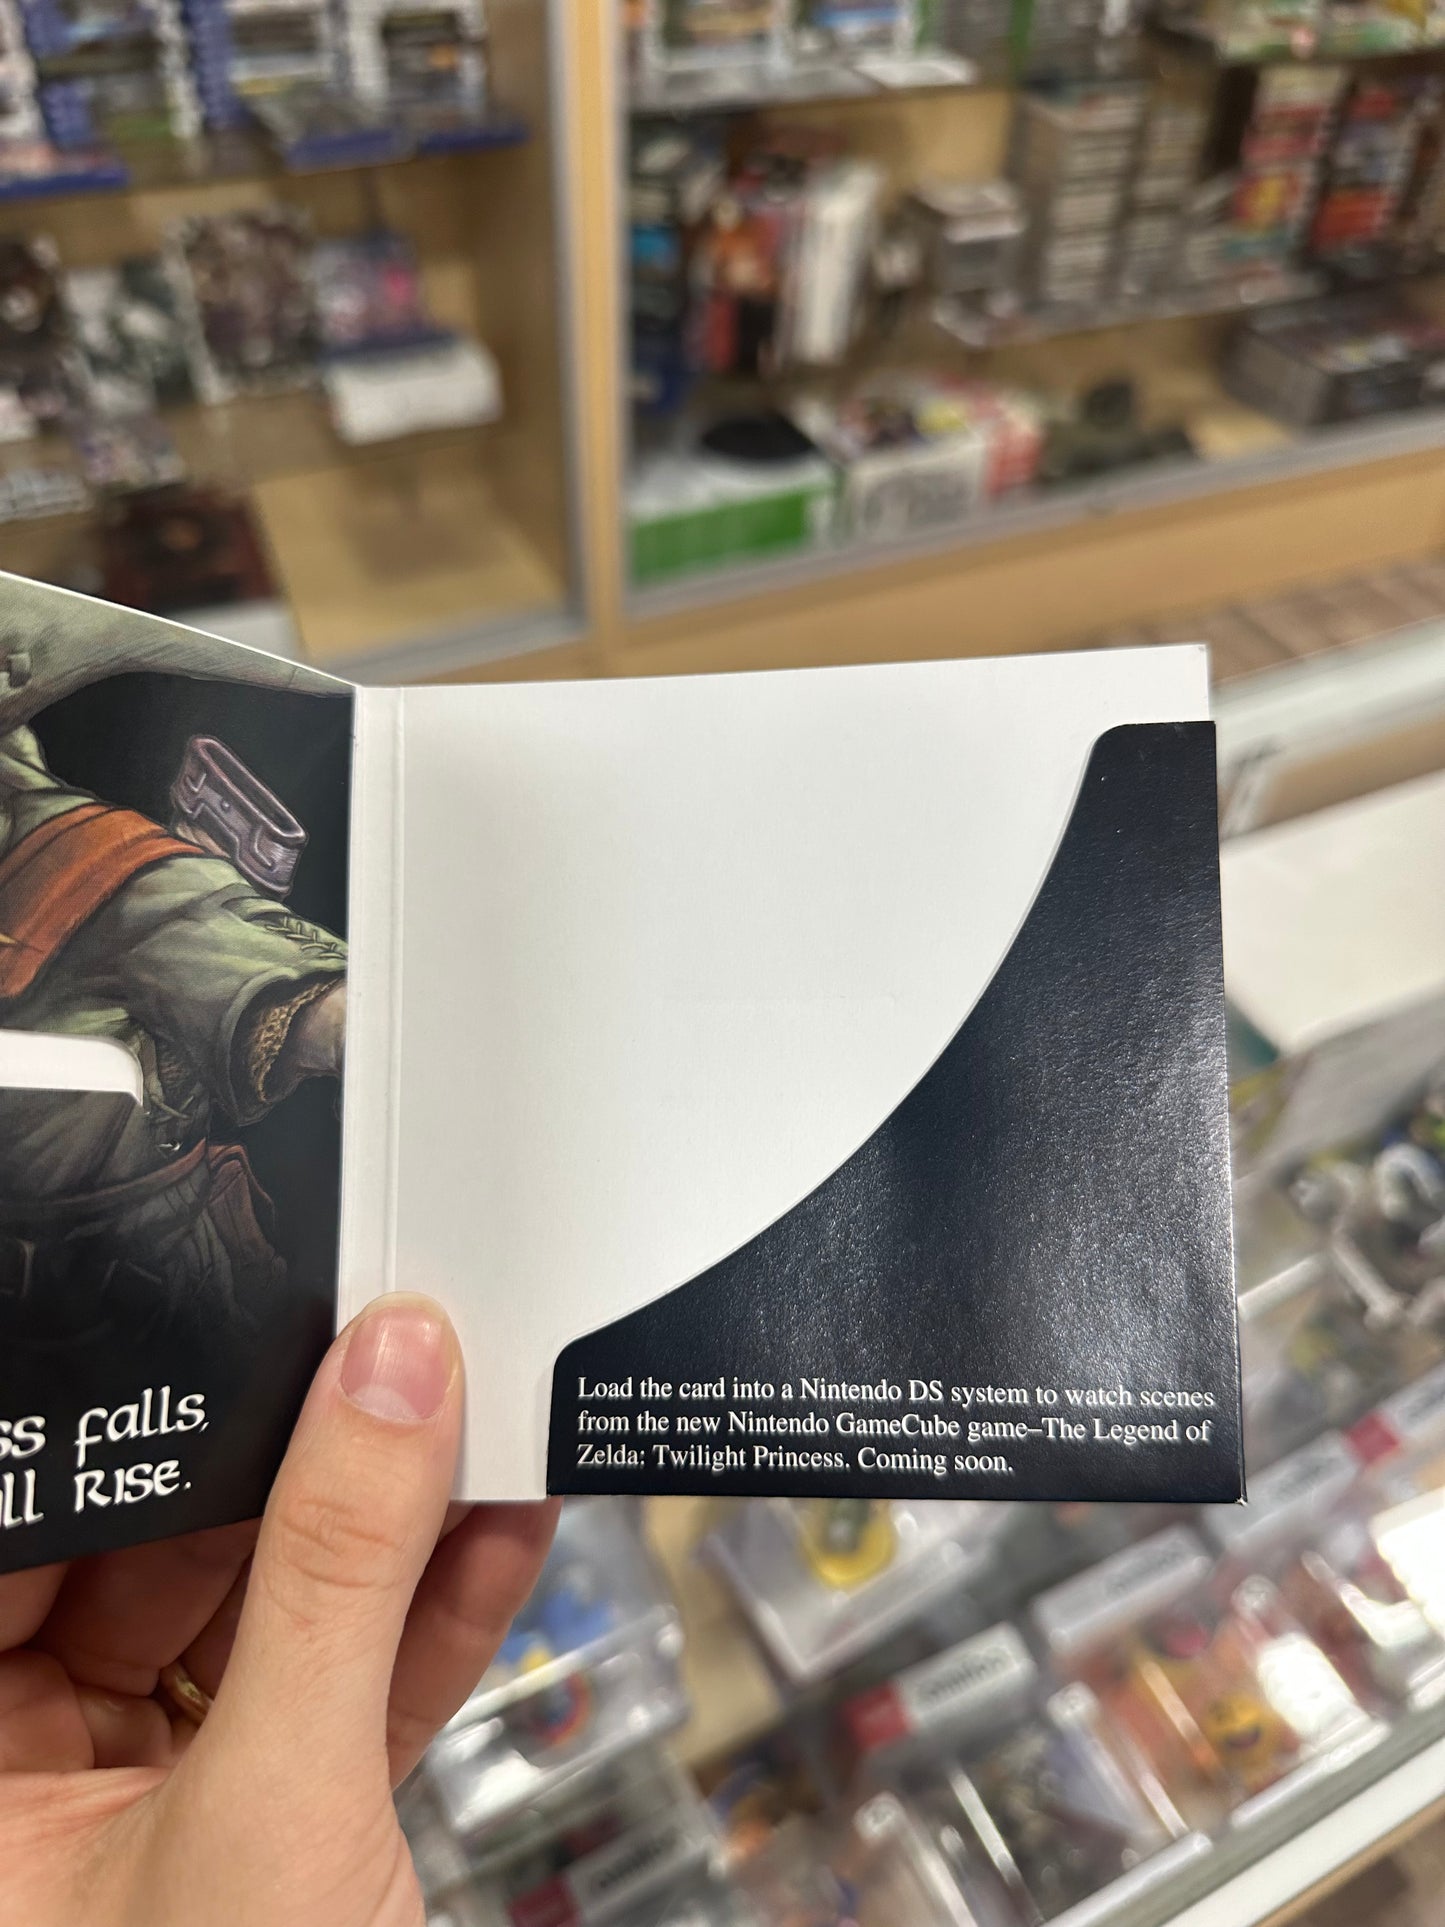 ss falls,
ll rise.
Load the card into a Nintendo DS system to watch scenes
from the new Nintendo GameCube game–The Legend of
Zelda: Twilight Princess. Coming soon.